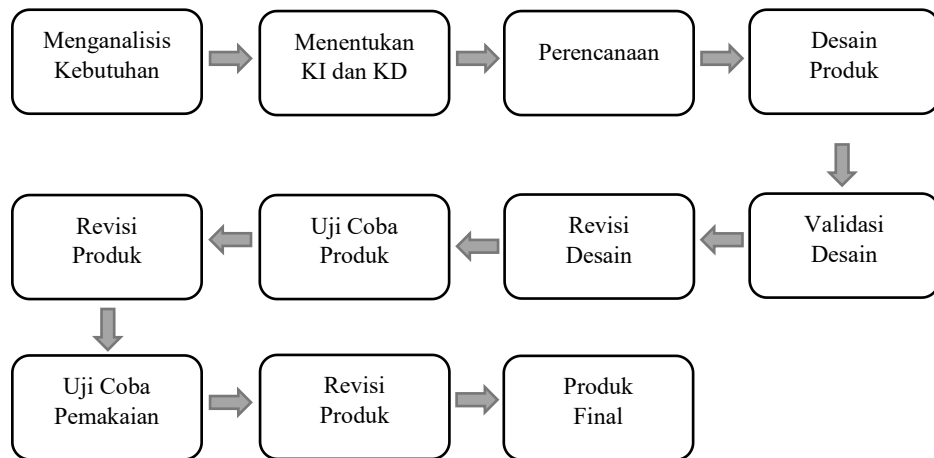 Menganalisis
Kebutuhan
Menentukan
KI dan KD
Perencanaan
Desain
Produk
Validasi
Desain
Revisi
Desain
Uji Coba
Produk
Revisi
Produk
Uji Coba
Pemakaian
Revisi
Produk
Produk
Final